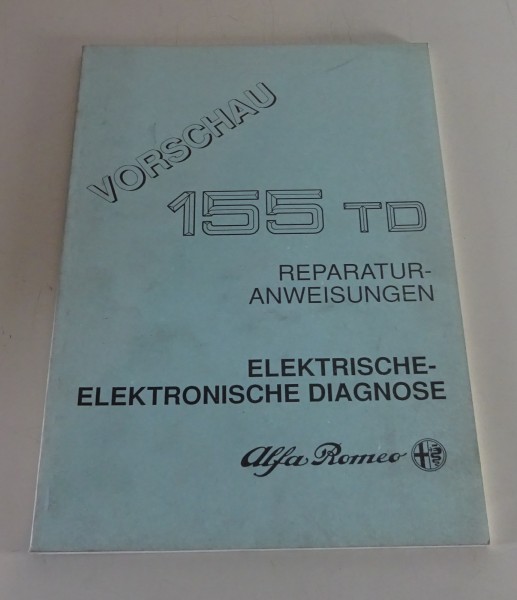 VORSCHAU
155 TD
REPARATUR-
ANWEISUNGEN
ELEKTRISCHE-
ELEKTRONISCHE DIAGNOSE
Alfa Romeo